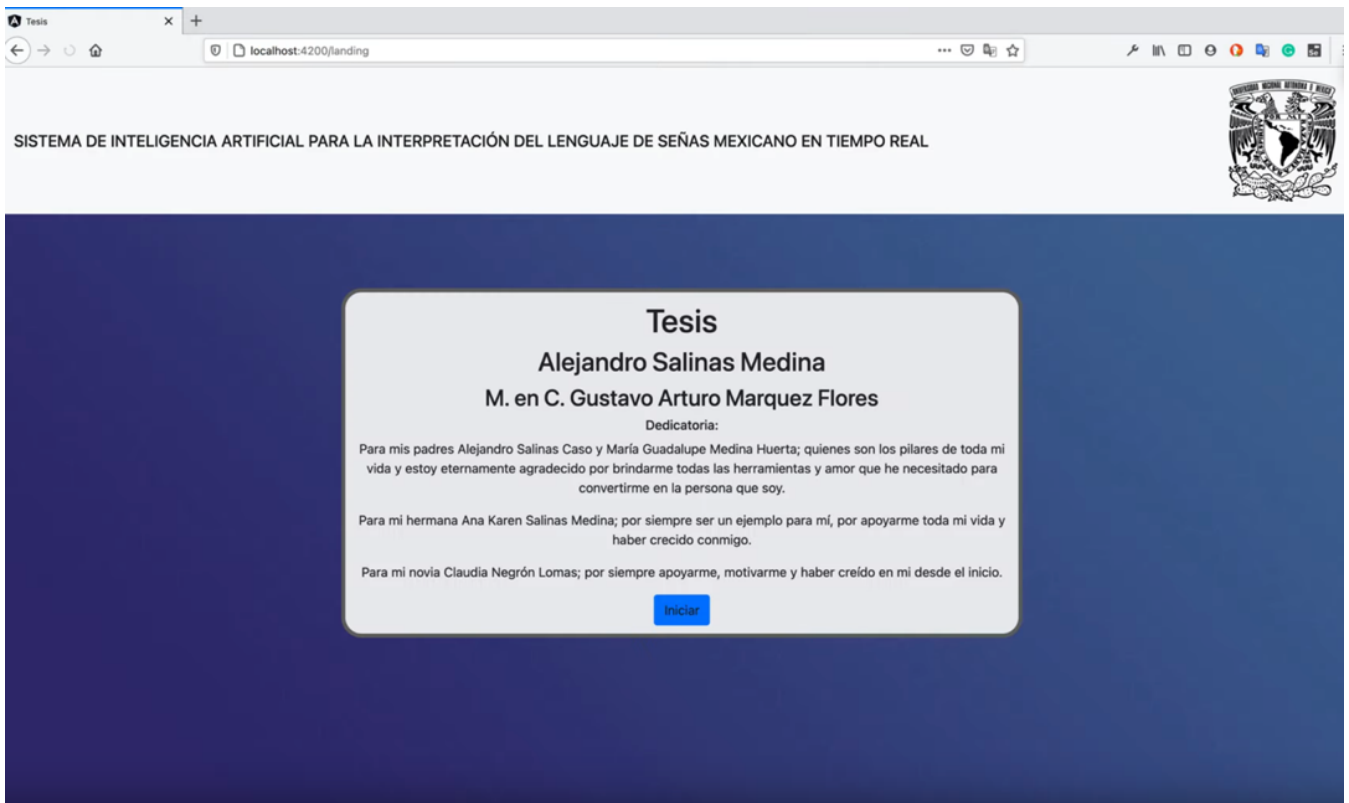 Tesis
localhost:4200/landing
SISTEMA DE INTELIGENCIA ARTIFICIAL PARA LA INTERPRETACIÓN DEL LENGUAJE DE SEÑAS MEXICANO EN TIEMPO REAL
Tesis
Alejandro Salinas Medina
M. en C. Gustavo Arturo Marquez Flores
Dedicatoria:
Para mis padres Alejandro Salinas Caso y María Guadalupe Medina Huerta; quienes son los pilares de toda mi
vida y estoy eternamente agradecido por brindarme todas las herramientas y amor que he necesitado para
convertirme en la persona que soy.
Para mi hermana Ana Karen Salinas Medina; por siempre ser un ejemplo para mí, por apoyarme toda mi vida y
haber crecido conmigo.
Para mi novia Claudia Negrón Lomas; por siempre apoyarme, motivarme y haber creído en mi desde el inicio.
Iniciar